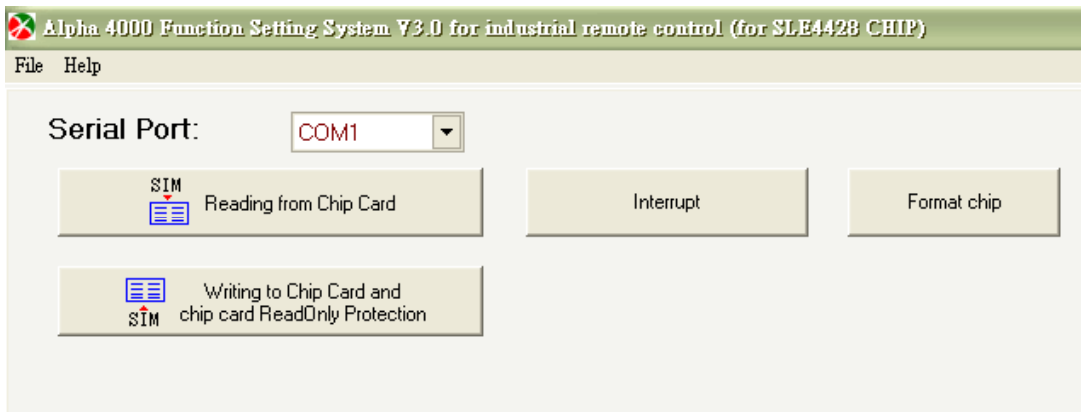 Alpha 4000 Function Setting System V3.0 for industrial remote control (for SLE4428 CHIP)
File Help
Serial Port: COM1
SIM
Reading from Chip Card
Interrupt
Format chip
Writing to Chip Card and
chip card ReadOnly Protection
SIM